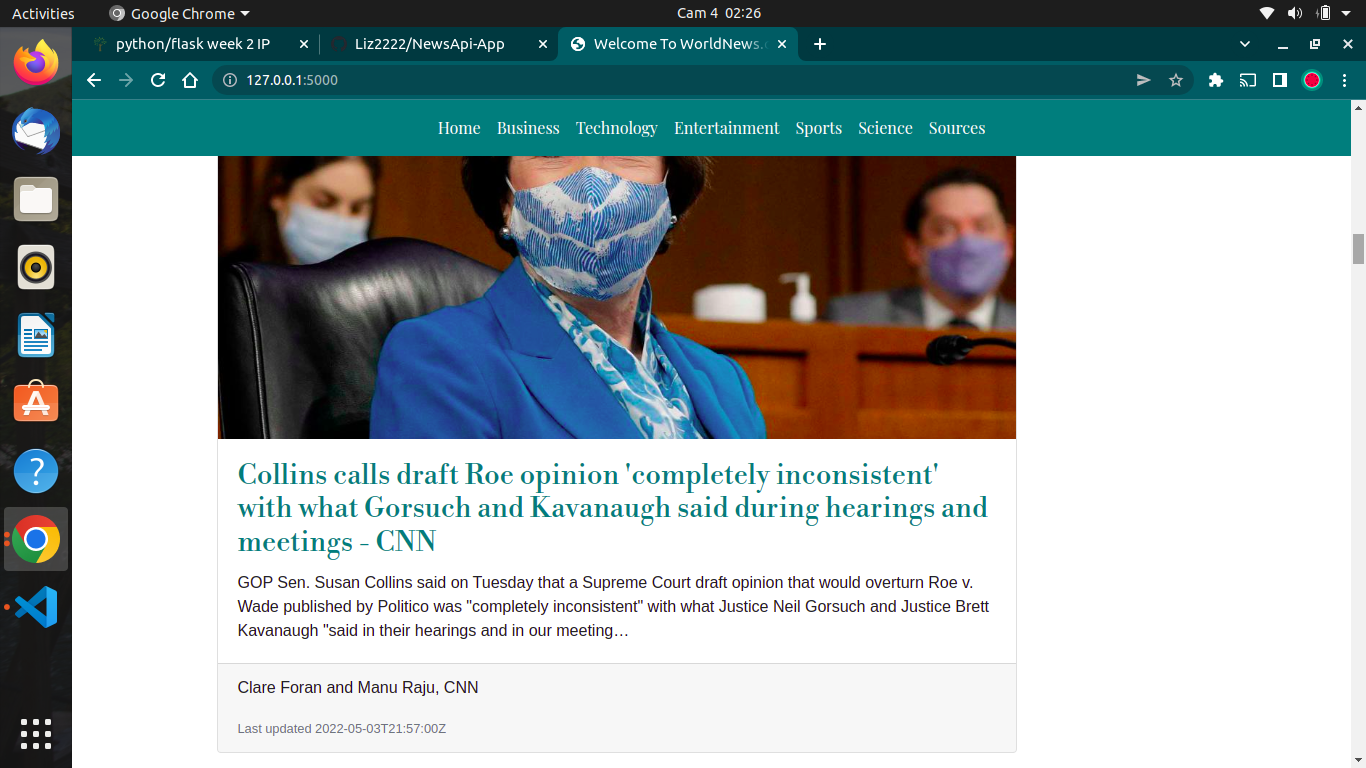 Activities
Google Chrome
Cam 4 02:26
python/flask week 2 IP
Liz2222/NewsApi-App
Welcome To WorldNews.
127.0.0.1:5000
Home Business Technology Entertainment Sports Science Sources
Collins calls draft Roe opinion 'completely inconsistent'
with what Gorsuch and Kavanaugh said during hearings and
meetings - CNN
GOP Sen. Susan Collins said on Tuesday that a Supreme Court draft opinion that would overturn Roe v.
Wade published by Politico was "completely inconsistent" with what Justice Neil Gorsuch and Justice Brett
Kavanaugh "said in their hearings and in our meeting…
Clare Foran and Manu Raju, CNN
Last updated 2022-05-03T21:57:00Z